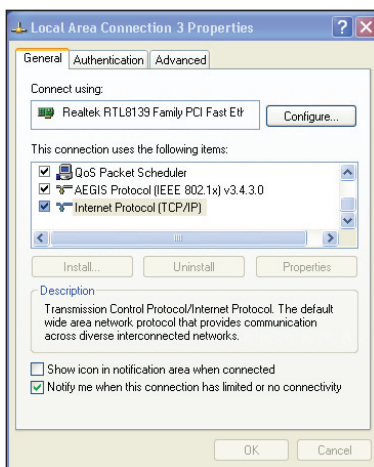 Local Area Connection 3 Properties
General Authentication Advanced
Connect using:
Realtek RTL8139 Family PCI Fast Eth
Configure...
This connection uses the following items:
QoS Packet Scheduler
AEGIS Protocol (IEEE 802.1x) v3.4.3.0
Internet Protocol (TCP/IP)
Install... Uninstall Properties
Description
Transmission Control Protocol/Internet Protocol. The default
wide area network protocol that provides communication
across diverse interconnected networks.
Show icon in notification area when connected
Notify me when this connection has limited or no connectivity
OK Cancel